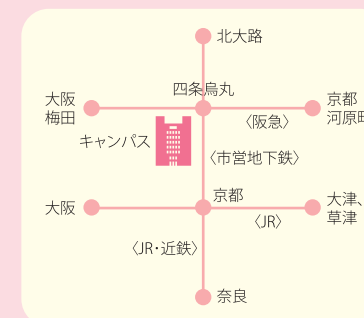 北大路
四条烏丸
大阪
梅田
京都
河原町
〈阪急〉
キャンパス
〈市営地下鉄〉
京都
大阪
大津、
草津
〈JR〉
〈JR・近鉄〉
奈良